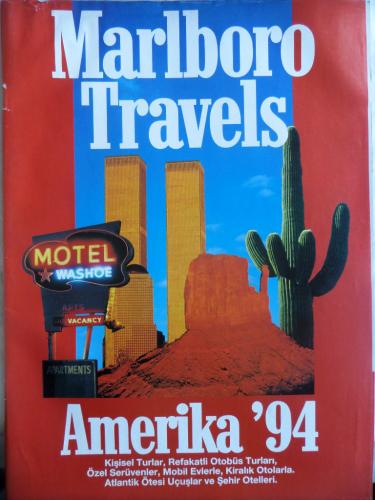 Marlboro
Travels
MOTEL
WASHOE
APTS
VACANCY
APARTMENTS
Amerika '94
Kişisel Turlar, Refakatli Otobüs Turları,
Özel Serüvenler, Mobil Evlerle, Kiralık Otolarla.
Atlantik Ötesi Uçuşlar ve Şehir Otelleri.